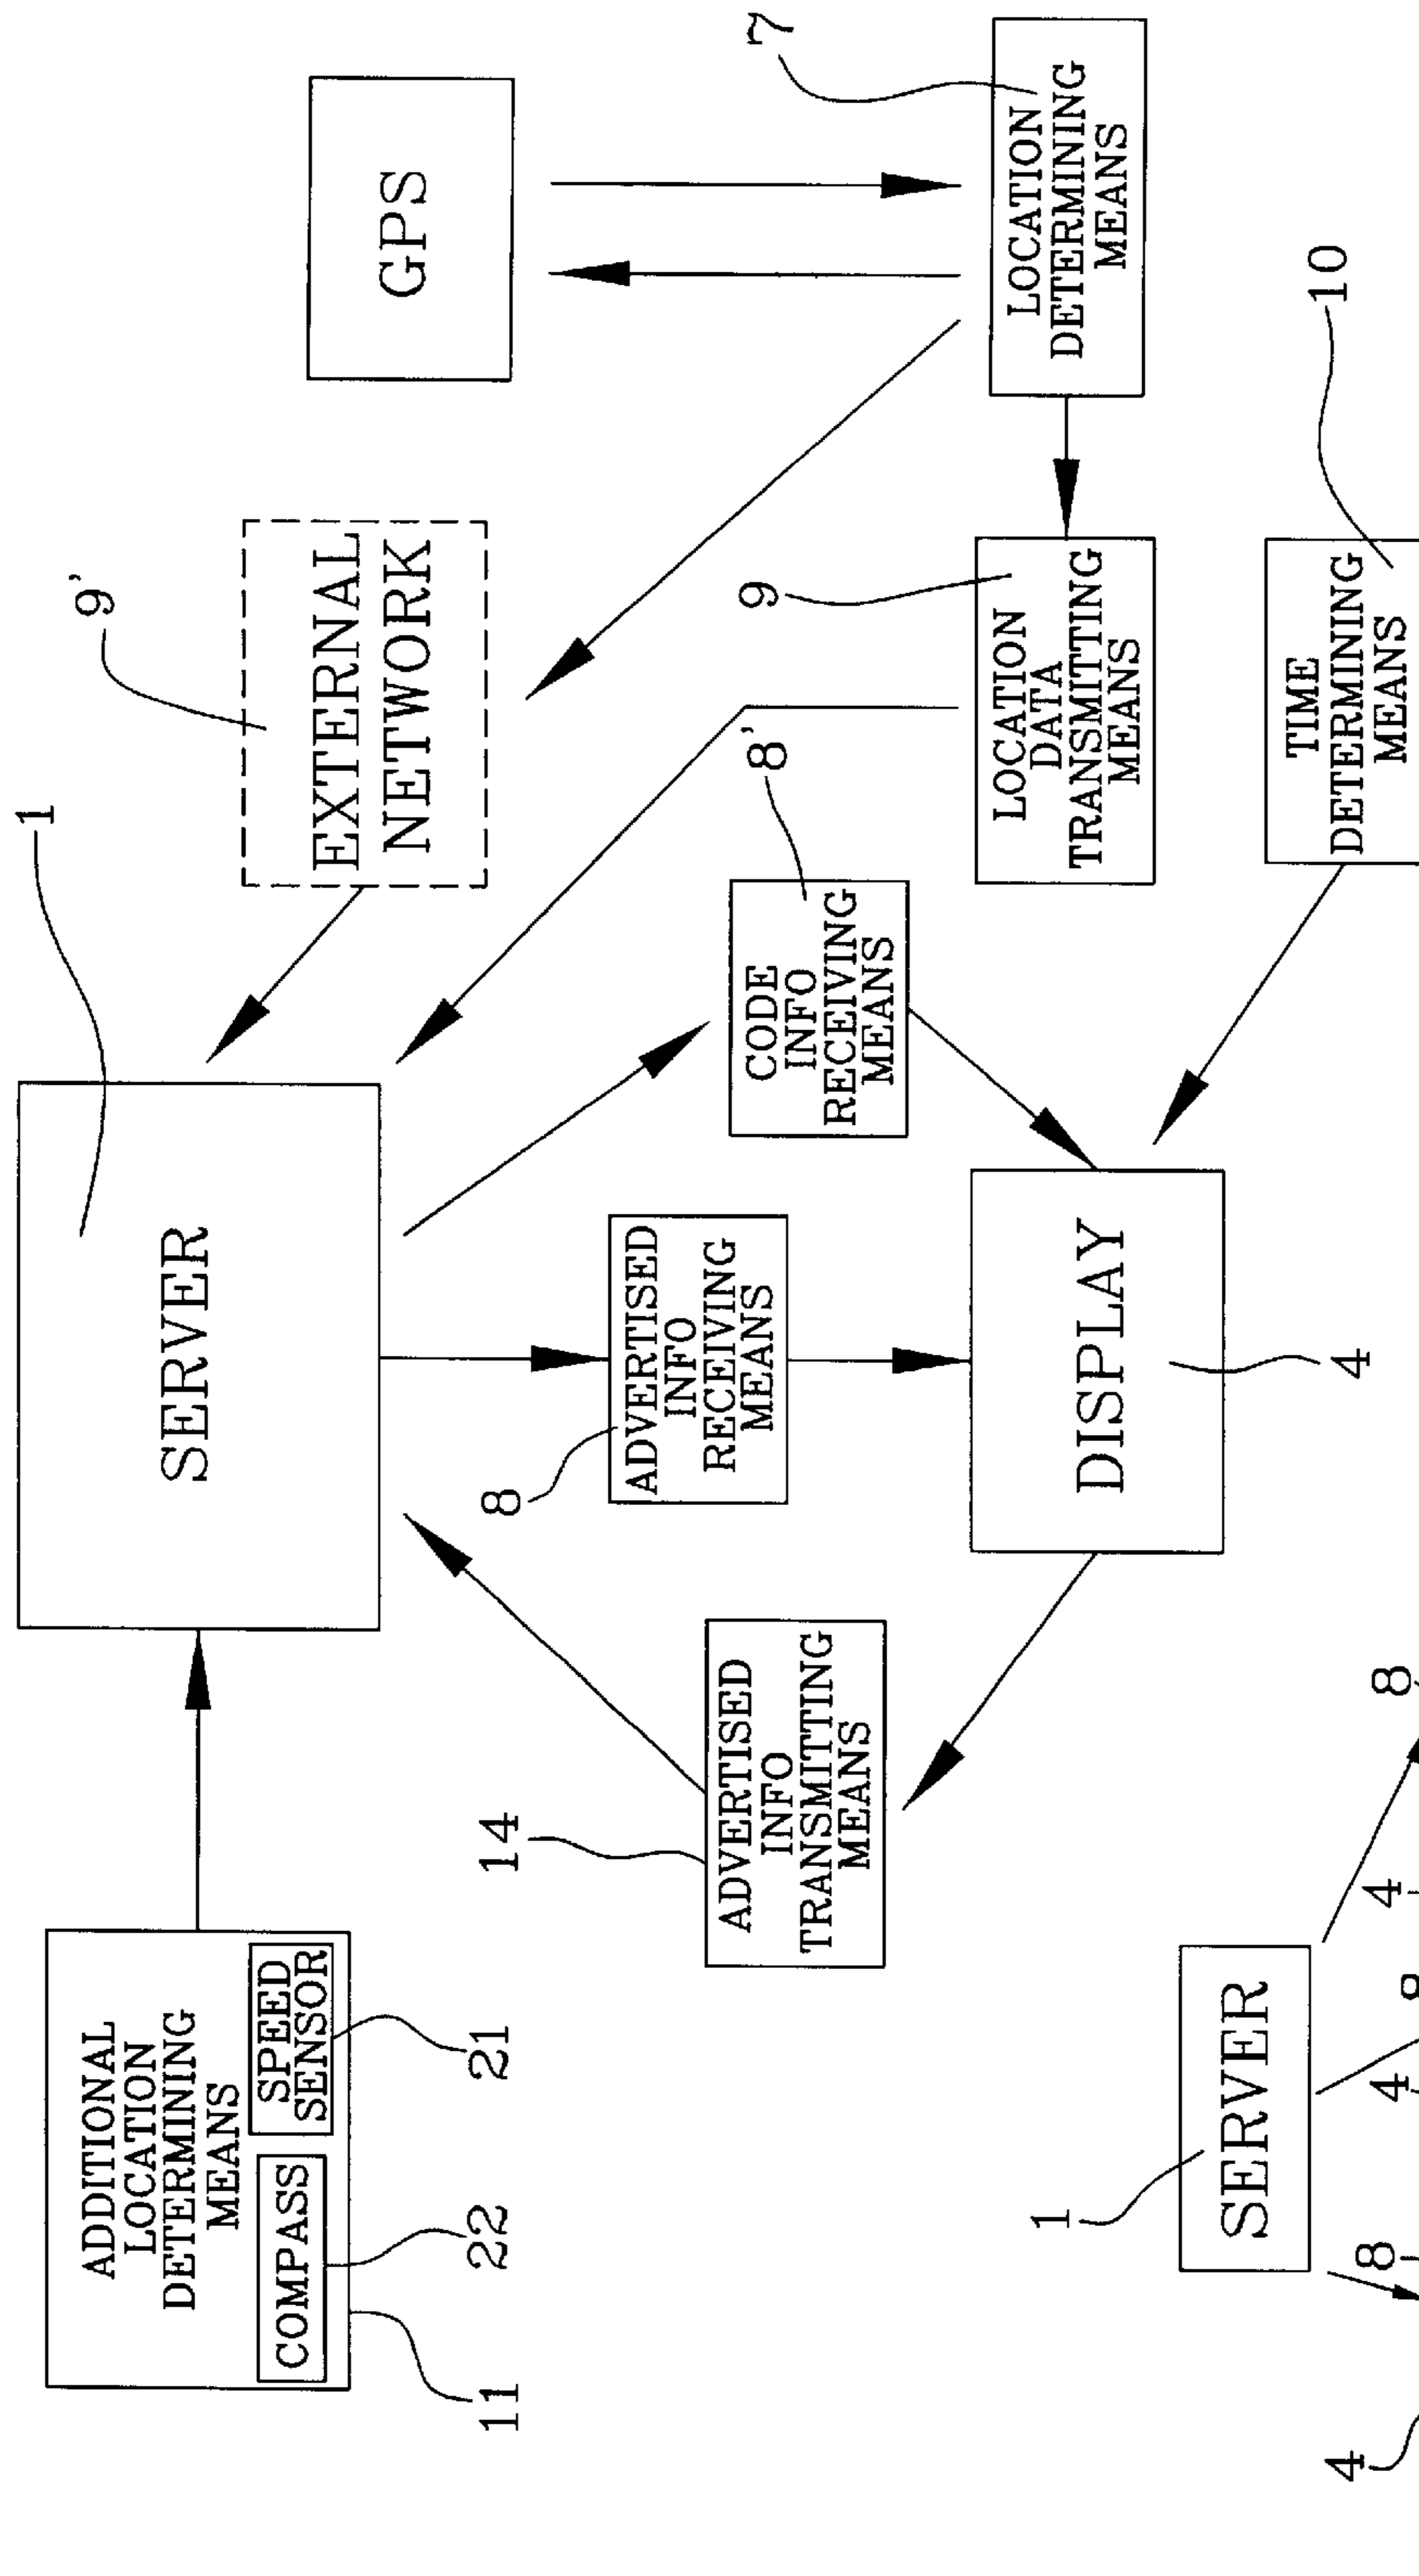 ADDITIONAL
LOCATION
DETERMINING
MEANS
COMPASS
SPEED
SENSOR
11
22
21
SERVER
1
EXTERNAL
NETWORK
9'
GPS
ADVERTISED
INFO
TRANSMITTING
MEANS
14
ADVERTISED
INFO
RECEIVING
MEANS
8
CODE
INFO
RECEIVING
MEANS
8'
LOCATION
DATA
TRANSMITTING
MEANS
9
LOCATION
DETERMINING
MEANS
7
DISPLAY
4
TIME
DETERMINING
MEANS
10
SERVER
1
4
8
4
4
8